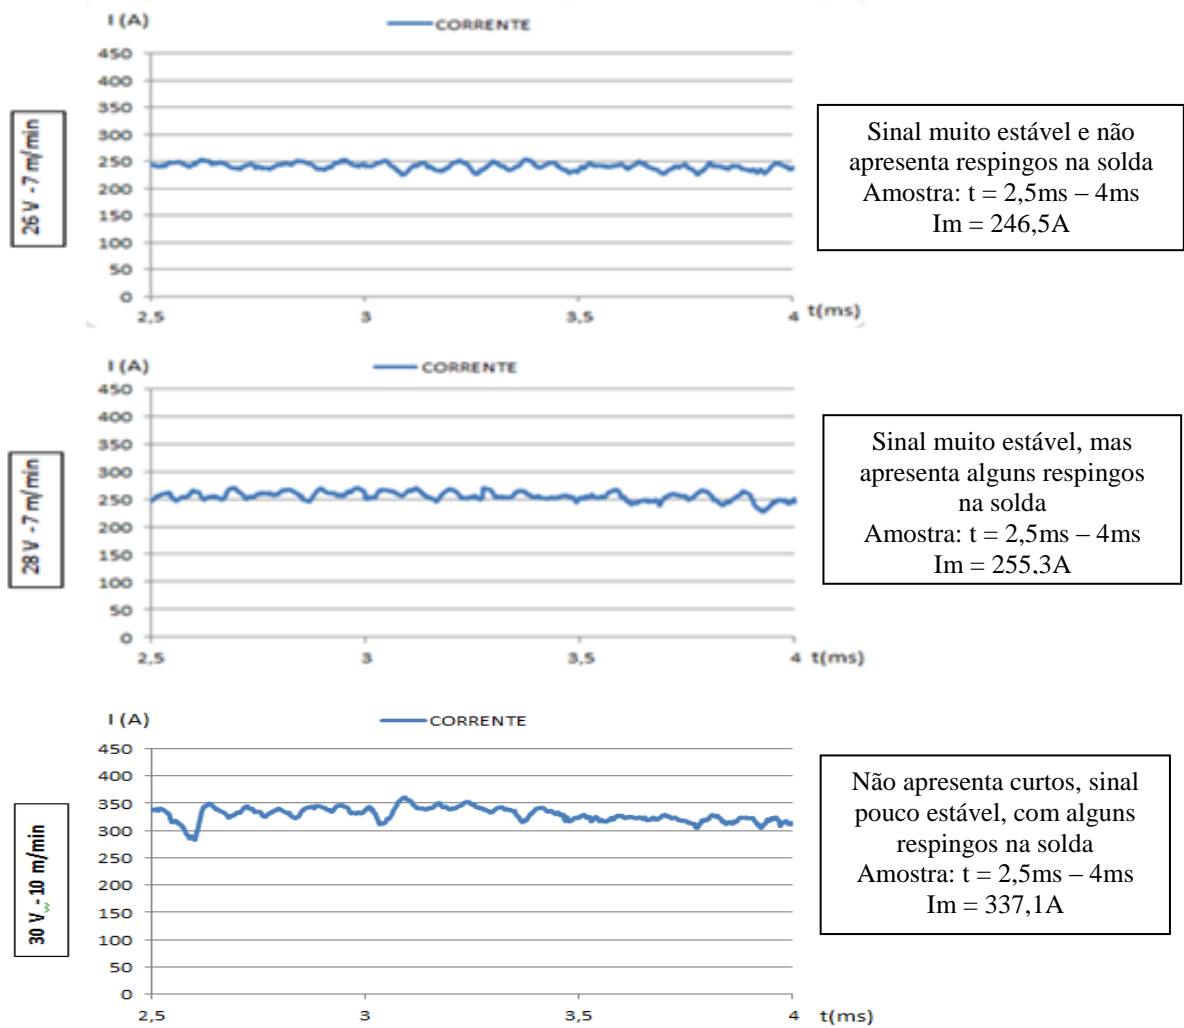 I (A)
CORRENTE
450
400
350
300
250
200
150
100
50
0
2,5
3
3,5
4
t(ms)
26 V -7 m/min
Sinal muito estável e não
apresenta respingos na solda
Amostra: t = 2,5ms – 4ms
Im = 246,5A
I (A)
CORRENTE
450
400
350
300
250
200
150
100
50
0
2,5
3
3,5
4
t(ms)
28 V -7 m/min
Sinal muito estável, mas
apresenta alguns respingos
na solda
Amostra: t = 2,5ms – 4ms
Im = 255,3A
I (A)
CORRENTE
450
400
350
300
250
200
150
100
50
0
2,5
3
3,5
4
t(ms)
30 V - 10 m/min
Não apresenta curtos, sinal
pouco estável, com alguns
respingos na solda
Amostra: t = 2,5ms – 4ms
Im = 337,1A